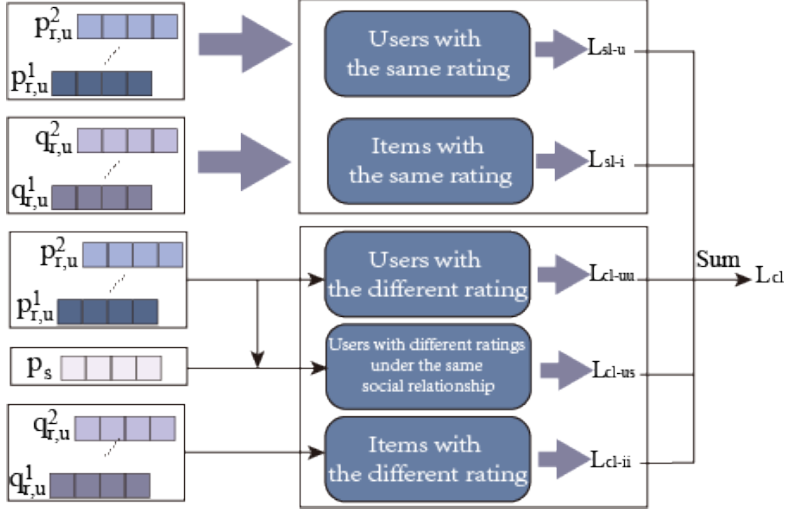 p²r,u
p¹r,u
Users with
the same rating
Lsl-u
q²r,u
q¹r,u
Items with
the same rating
Lsl-i
p²r,u
p¹r,u
Users with
the different rating
Lcl-uu
Sum
Lcl
ps
Users with different ratings
under the same
social relationship
Lcl-us
q²r,u
q¹r,u
Items with
the different rating
Lcl-ii